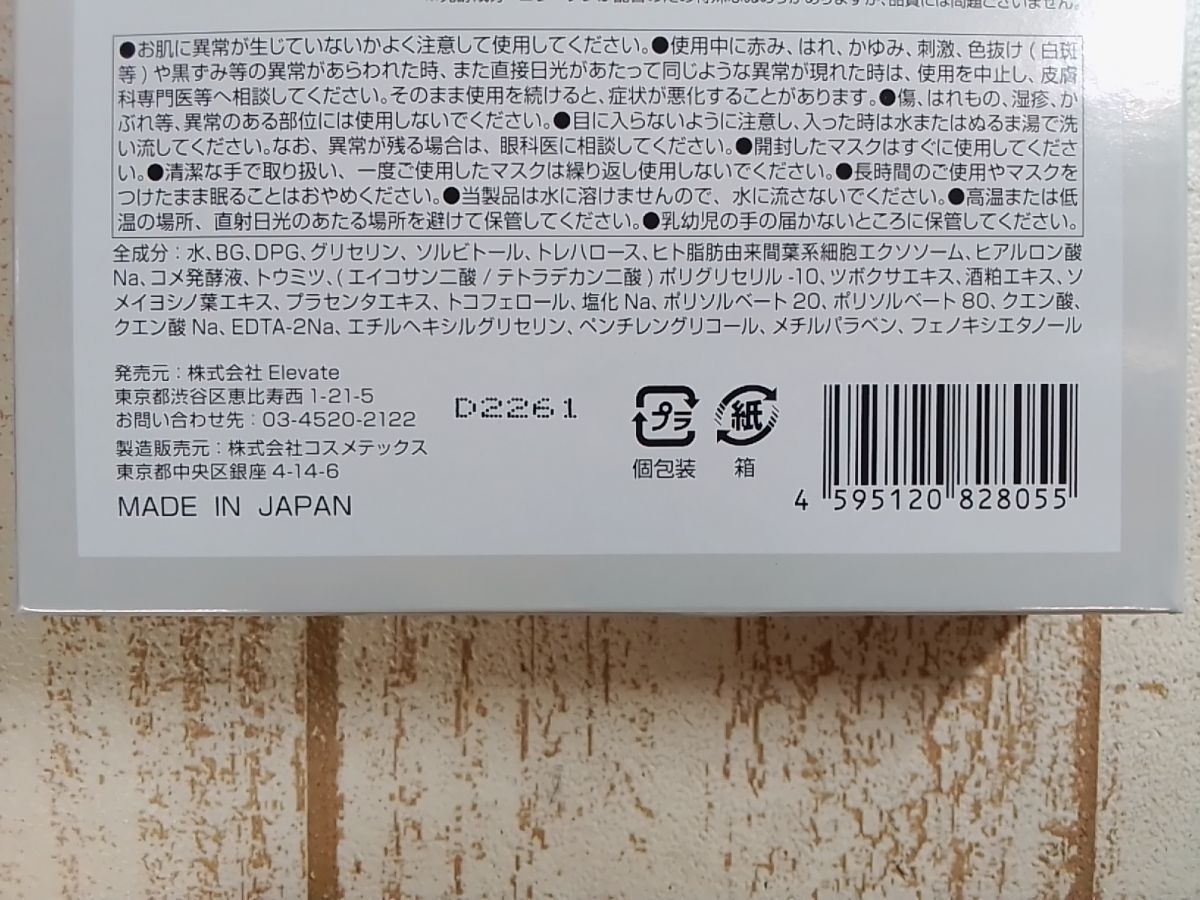 品質には問題ございません。
●お肌に異常が生じていないかよく注意して使用してください。●使用中に赤み、はれ、かゆみ、刺激、色抜け(白斑
等)や黒ずみ等の異常があらわれた時、また直接日光があたって同じような異常が現れた時は、使用を中止し、皮膚
科専門医等へ相談してください。そのまま使用を続けると、症状が悪化することがあります。●傷、はれもの、湿疹、か
ぶれ等、異常のある部位には使用しないでください。●目に入らないように注意し、入った時は水またはぬるま湯で洗
い流してください。なお、異常が残る場合は、眼科医に相談してください。●開封したマスクはすぐに使用してくださ
い。●清潔な手で取り扱い、一度ご使用したマスクは繰り返し使用しないでください。●長時間のご使用やマスクを
つけたまま眠ることはおやめください。●当製品は水に溶けませんので、水に流さないでください。●高温または低
温の場所、直射日光のあたる場所を避けて保管してください。●乳幼児の手の届かないところに保管してください。
全成分:水、BG、DPG、グリセリン、ソルビトール、トレハロース、ヒト脂肪由来間葉系細胞エクソソーム、ヒアルロン酸
Na、コメ発酵液、トウミツ、(エイコサン二酸/テトラデカン二酸)ポリグリセリル-10、ツボクサエキス、酒粕エキス、ソ
メイヨシノ葉エキス、プラセンタエキス、トコフェロール、塩化Na、ポリソルベート20、ポリソルベート80、クエン酸、
クエン酸Na、EDTA-2Na、エチルヘキシルグリセリン、ペンチレングリコール、メチルパラベン、フェノキシエタノール
発売元:株式会社Elevate
東京都渋谷区恵比寿西1-21-5
お問い合わせ先:03-4520-2122
製造販売元:株式会社コスメテックス
東京都中央区銀座4-14-6
MADE IN JAPAN
D2261
プラ
個包装
紙
箱
4 595120 828055